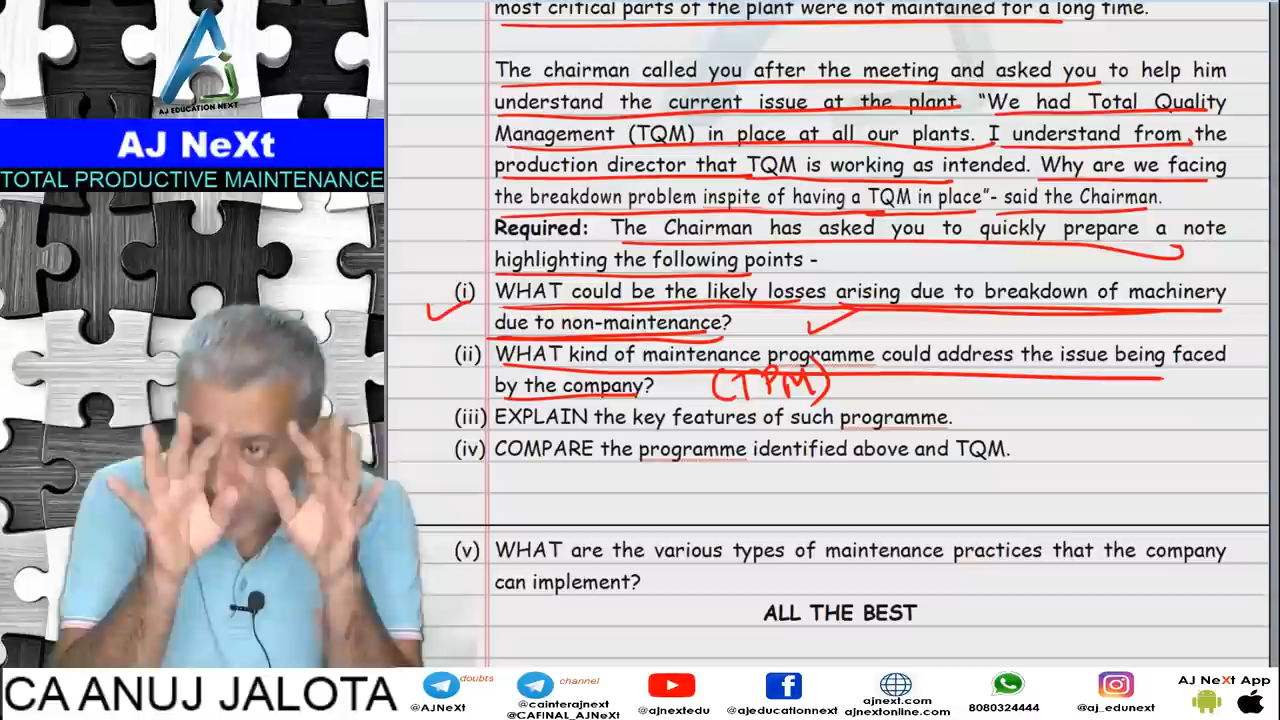 most critical parts of the plant were not maintained for a long time.
The chairman called you after the meeting and asked you to help him
understand the current issue at the plant "We had Total Quality
Management (TQM) in place at all our plants. I understand from the
production director that TQM is working as intended. Why are we facing
the breakdown problem inspite of having a TQM in place"- said the Chairman.
Required: The Chairman has asked you to quickly prepare a note
highlighting the following points -
(i) WHAT could be the likely losses arising due to breakdown of machinery
due to non-maintenance?
(ii) WHAT kind of maintenance programme could address the issue being faced
by the company? (TPM)
(iii) EXPLAIN the key features of such programme.
(iv) COMPARE the programme identified above and TQM.
(v) WHAT are the various types of maintenance practices that the company
can implement?
ALL THE BEST
Aj
AJ EDUCATION NEXT
AJ NeXt
TOTAL PRODUCTIVE MAINTENANCE
CA ANUJ JALOTA
doubts
@AJNeXt
channel
@cainterajnext
@CAFINAL_AJNeXt
@ajnextedu
@ajeducationnext
ajnext.com
ajnextonline.com
8080324444
@aj_edunext
AJ NeXt App